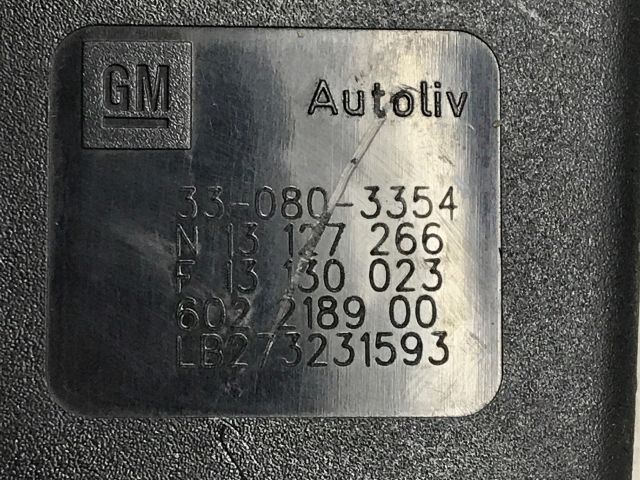 GM Autoliv
33-080-3354
N 13 127 266
F 13 130 023
602 2189 00
LB273231593